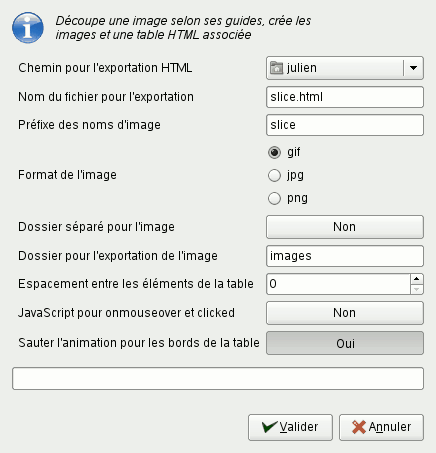 Découpe une image selon ses guides, crée les
images et une table HTML associée
Chemin pour l'exportation HTML
julien
Nom du fichier pour l'exportation
slice.html
Préfixe des noms d'image
slice
Format de l'image
gif
jpg
png
Dossier séparé pour l'image
Non
Dossier pour l'exportation de l'image
images
Espacement entre les éléments de la table
0
JavaScript pour onmouseover et clicked
Non
Sauter l'animation pour les bords de la table
Oui
Valider
Annuler